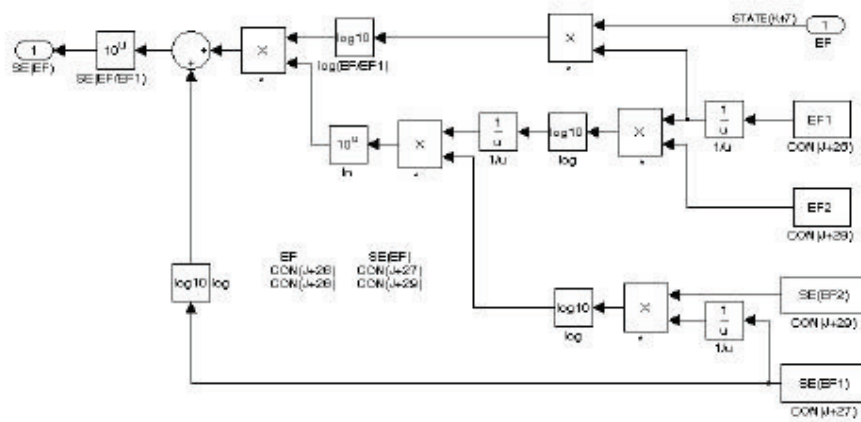 STATE(K+7)
1
EF
1
SE(EF)
10^u
SE(EF/EF1)
+
+
×
*
log10
log(EF/EF1)
×
*
10^u
ln
×
*
1
u
1/u
log10
log
×
*
1
u
1/u
EF1
CON(J+26)
EF2
CON(J+29)
log10 log
EF SE(EF)
CON(J+26) CON(J+27)
CON(J+28) CON(J+29)
log10
log
×
*
1
u
1/u
SE(EF2)
CON(J+29)
SE(EF1)
CON(J+27)